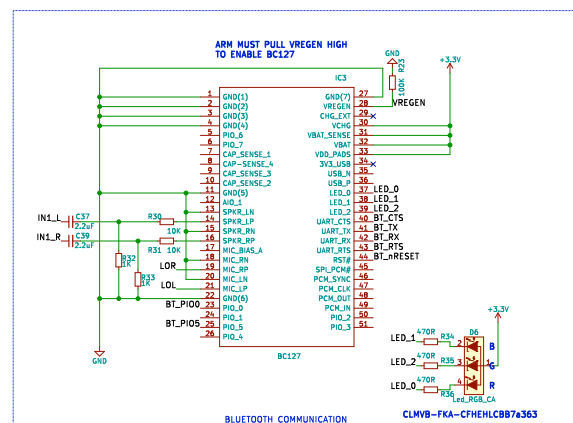 ARM MUST PULL VREGEN HIGH
TO ENABLE BC127
GND
R23
100K
+3.3V
IC3
1 GND(1) GND(7) 27
2 GND(2) VREGEN 28 VREGEN
3 GND(3) CHG_EXT 29
4 GND(4) VCHG 30
5 PIO_6 VBAT_SENSE 31
6 PIO_7 VBAT 32
7 CAP_SENSE_1 VDD_PADS 33
8 CAP-SENSE_4 3V3_USB 34
9 CAP_SENSE_3 USB_N 35
10 CAP_SENSE_2 USB_P 36
11 GND(5) LED_0 37 LED_0
12 AIO_1 LED_1 38 LED_1
13 SPKR_LN LED_2 39 LED_2
IN1_L C37 2.2uF R30 10K 14 SPKR_LP UART_CTS 40 BT_CTS
15 SPKR_RN UART_TX 41 BT_TX
IN1_R C39 2.2uF R31 10K 16 SPKR_RP UART_RX 42 BT_RX
17 MIC_BIAS_A UART_RTS 43 BT_RTS
R32 1K 18 MIC_RN RST# 44 BT_nRESET
LOR 19 MIC_RP SPI_PCM# 45
R33 1K 20 MIC_LN PCM_SYNC 46
LOL 21 MIC_LP PCM_CLK 47
22 GND(6) PCM_OUT 48
BT_PIO0 23 PIO_0 PCM_IN 49
24 PIO_1 PIO_2 50
BT_PIO5 25 PIO_5 PIO_3 51
26 PIO_4
GND
BC127
+3.3V
D6
LED_1 470R R34 2 B
LED_2 470R R35 3 1 G
LED_0 470R R36 4 R
Led_RGB_CA
CLMVB-FKA-CFHEHLCBB7a363
BLUETOOTH COMMUNICATION